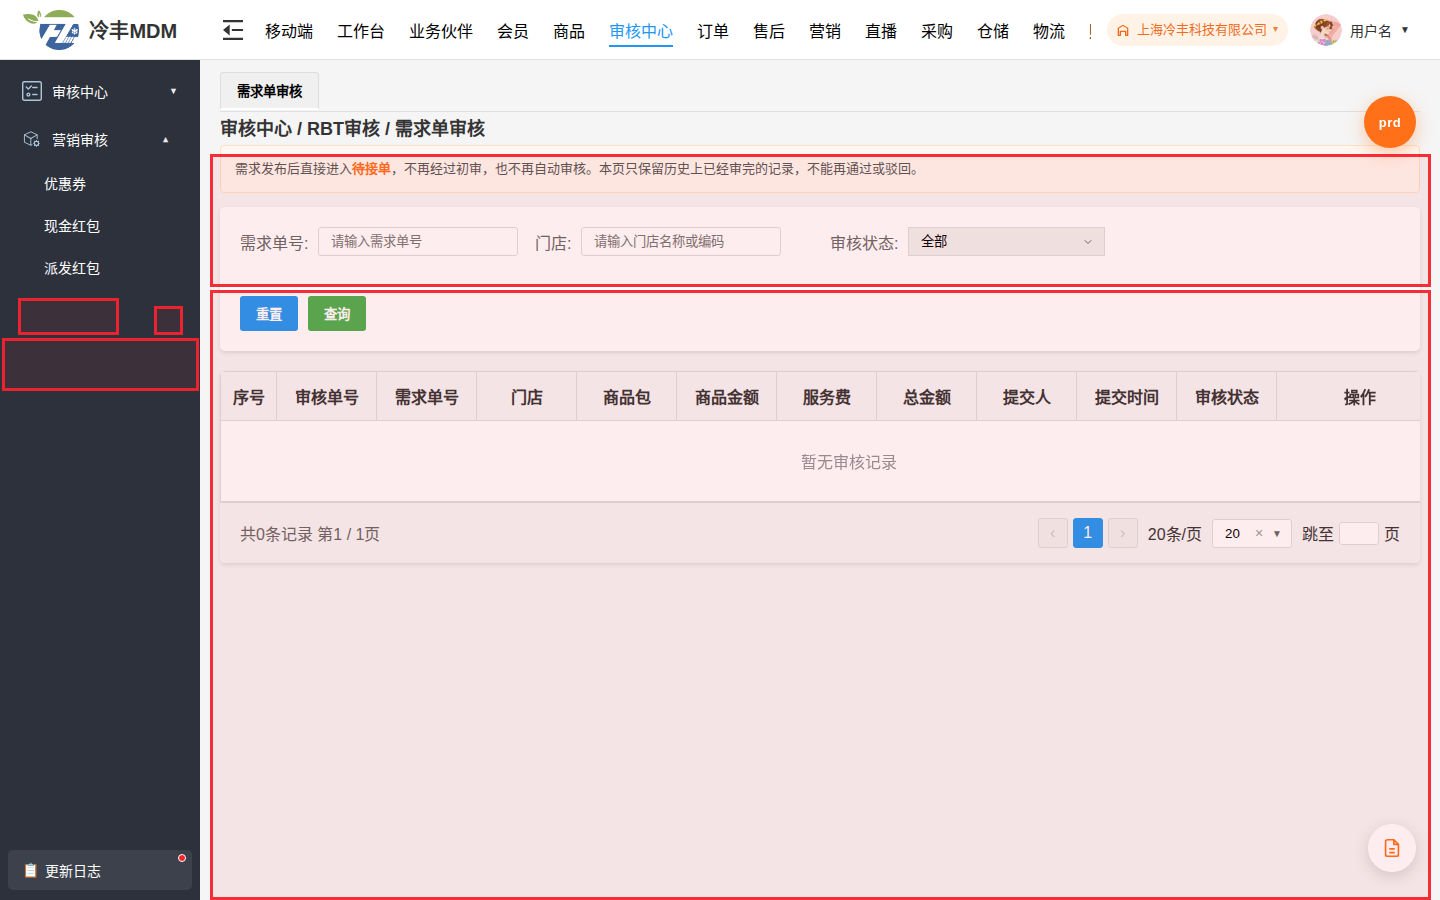 冷丰MDM
移动端 工作台 业务伙伴 会员 商品 审核中心 订单 售后 营销 直播 采购 仓储 物流
上海冷丰科技有限公司 ▾
用户名 ▼
审核中心 ▼
营销审核 ▲
优惠券
现金红包
派发红包
📋 更新日志
需求单审核
审核中心 / RBT审核 / 需求单审核
prd
需求发布后直接进入待接单，不再经过初审，也不再自动审核。本页只保留历史上已经审完的记录，不能再通过或驳回。
需求单号: 请输入需求单号 门店: 请输入门店名称或编码 审核状态: 全部
重置 查询
序号 审核单号 需求单号 门店 商品包 商品金额 服务费 总金额 提交人 提交时间 审核状态 操作
暂无审核记录
共0条记录 第1 / 1页 ‹ 1 › 20条/页 20 × ▼ 跳至 页